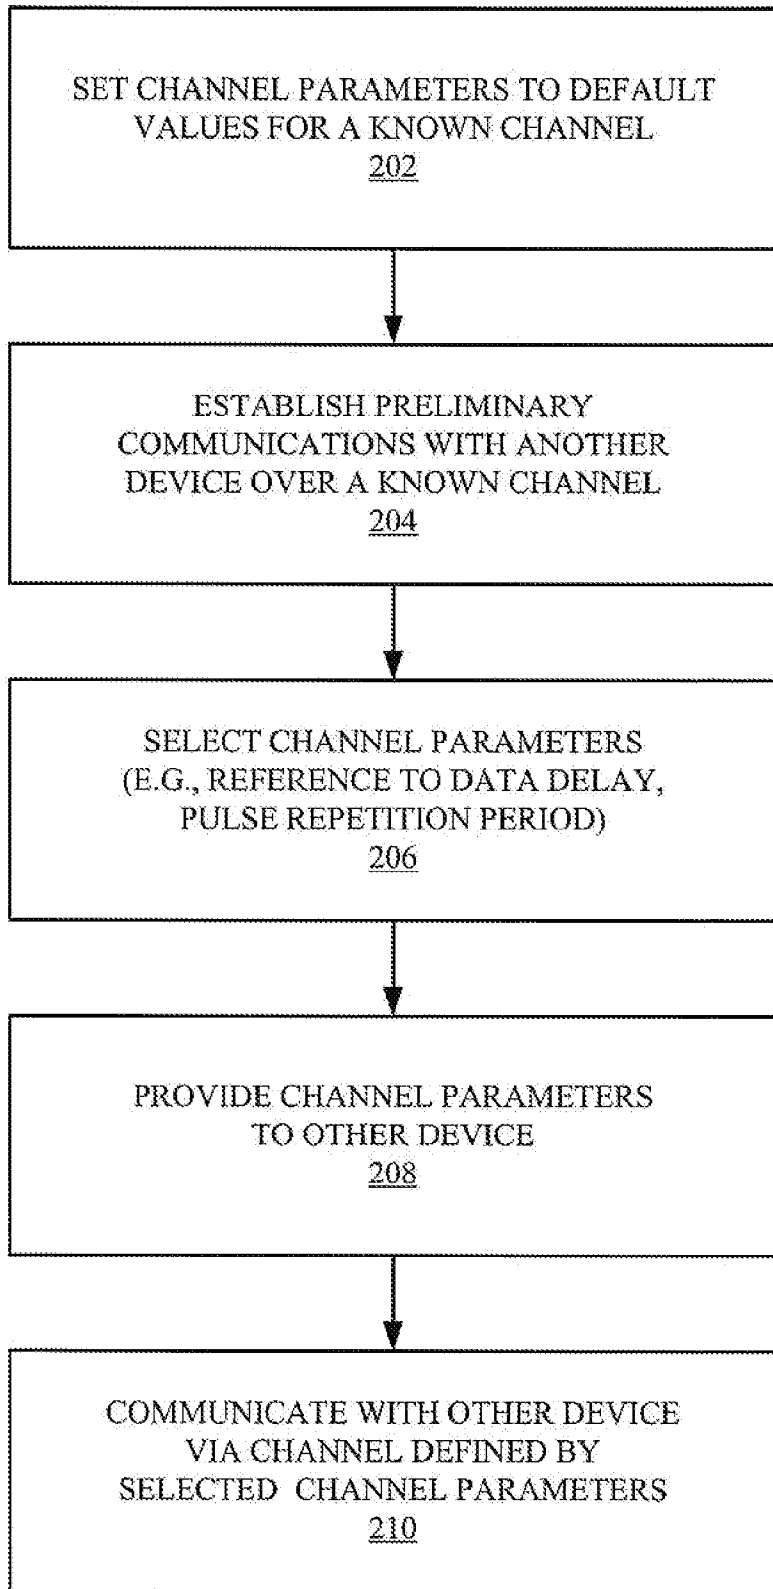 SET CHANNEL PARAMETERS TO DEFAULT
VALUES FOR A KNOWN CHANNEL
202
ESTABLISH PRELIMINARY
COMMUNICATIONS WITH ANOTHER
DEVICE OVER A KNOWN CHANNEL
204
SELECT CHANNEL PARAMETERS
(E.G., REFERENCE TO DATA DELAY,
PULSE REPETITION PERIOD)
206
PROVIDE CHANNEL PARAMETERS
TO OTHER DEVICE
208
COMMUNICATE WITH OTHER DEVICE
VIA CHANNEL DEFINED BY
SELECTED CHANNEL PARAMETERS
210